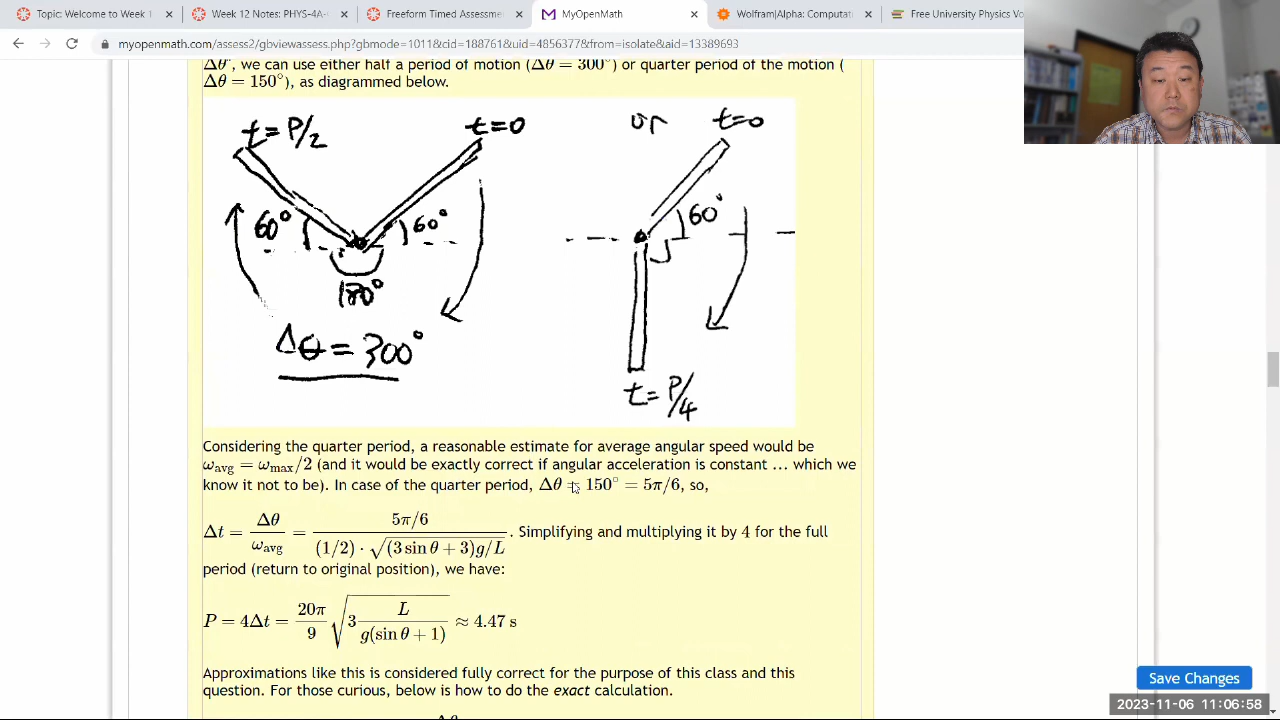 Topic: Welcome to Week 1
Week 12 Notes: PHYS-4A-
Freeform Timed Assessme
MyOpenMath
Wolfram|Alpha: Computati
Free University Physics Vo
myopenmath.com/assess2/gbviewassess.php?gbmode=1011&cid=189761&uid=4856377&from=isolate&aid=13389693
Δθ", we can use either half a period of motion (Δθ = 300°) or quarter period of the motion (
Δθ = 150°), as diagrammed below.
t=P/2
t=0
or
t=0
60°
60°
60°
180°
Δθ = 300°
t=P/4
Considering the quarter period, a reasonable estimate for average angular speed would be
ω_avg = ω_max/2 (and it would be exactly correct if angular acceleration is constant ... which we
know it not to be). In case of the quarter period, Δθ = 150° = 5π/6, so,
Δt = Δθ/ω_avg = (5π/6)/((1/2) · √((3 sin θ + 3)g/L)). Simplifying and multiplying it by 4 for the full
period (return to original position), we have:
P = 4Δt = 20π/9 √(3 L/(g(sin θ + 1))) ≈ 4.47 s
Approximations like this is considered fully correct for the purpose of this class and this
question. For those curious, below is how to do the exact calculation.
Δθ
Save Changes
2023-11-06 11:06:58